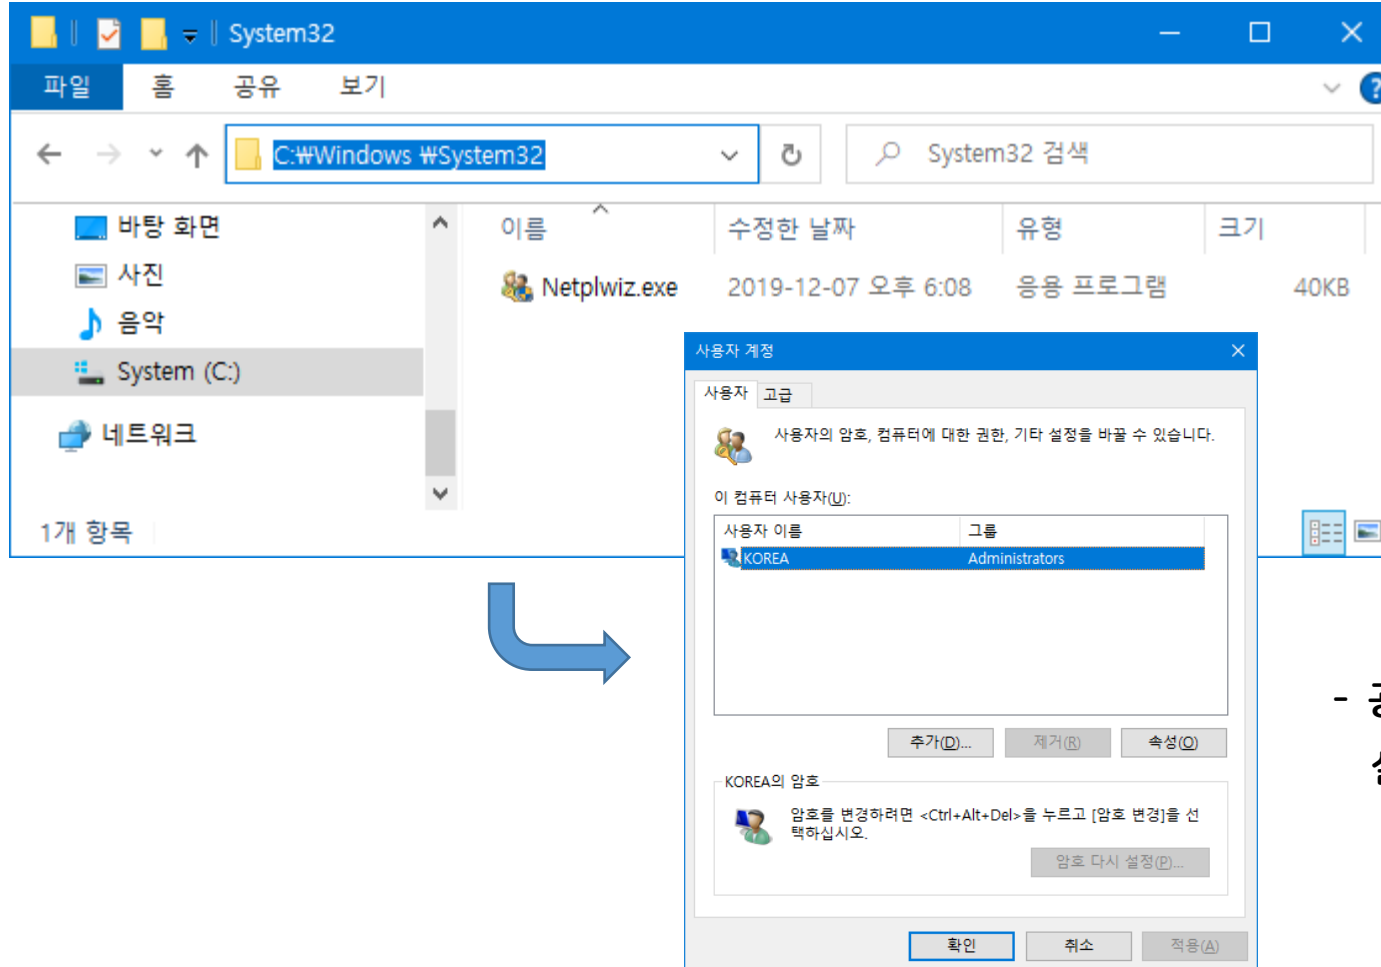 System32
파일 홈 공유 보기
C:₩Windows ₩System32 System32 검색
바탕 화면
사진
음악
System (C:)
네트워크
이름 수정한 날짜 유형 크기
Netplwiz.exe 2019-12-07 오후 6:08 응용 프로그램 40KB
1개 항목
사용자 계정
사용자 고급
사용자의 암호, 컴퓨터에 대한 권한, 기타 설정을 바꿀 수 있습니다.
이 컴퓨터 사용자(U):
사용자 이름 그룹
KOREA Administrators
추가(D)... 제거(R) 속성(O)
KOREA의 암호
암호를 변경하려면 <Ctrl+Alt+Del>을 누르고 [암호 변경]을 선
택하십시오.
암호 다시 설정(P)...
확인 취소 적용(A)
-